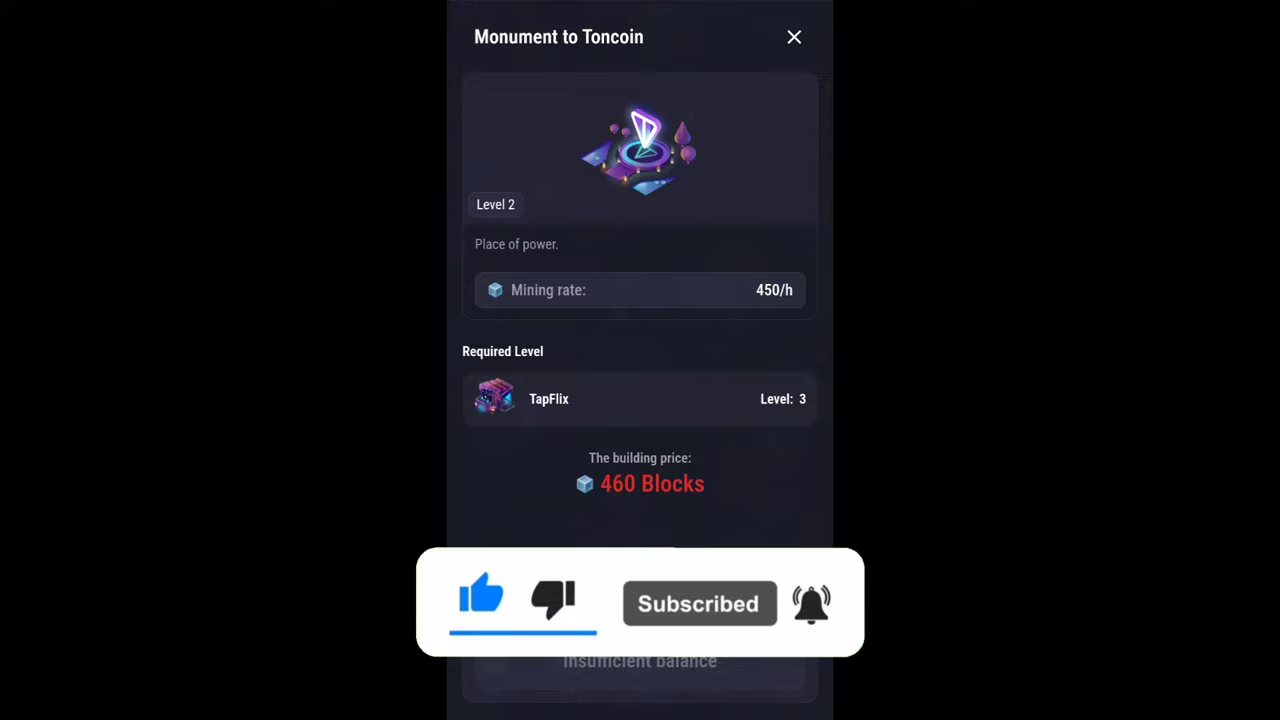 Monument to Toncoin
Level 2
Place of power.
Mining rate: 450/h
Required Level
TapFlix Level: 3
The building price:
460 Blocks
Subscribed
Insufficient balance